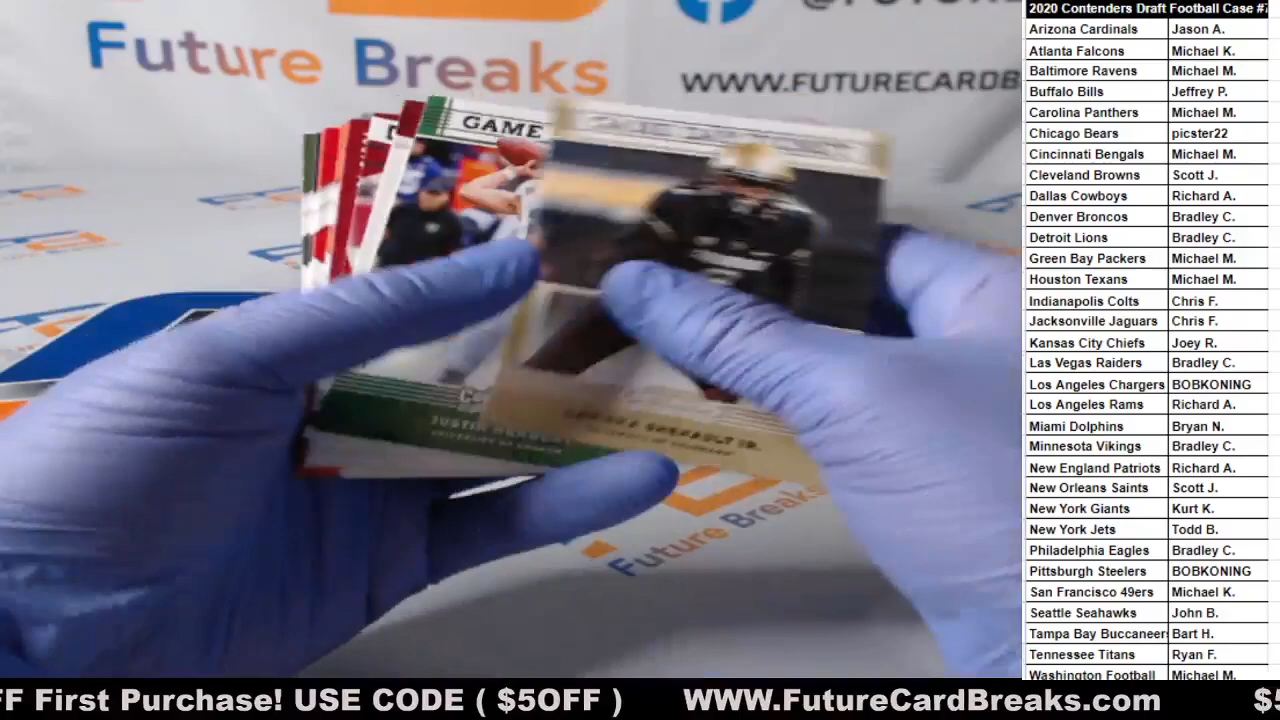 Future Breaks
WWW.FUTURECARDB
GAME
Future Breaks
2020 Contenders Draft Football Case #
Arizona Cardinals Jason A.
Atlanta Falcons Michael K.
Baltimore Ravens Michael M.
Buffalo Bills Jeffrey P.
Carolina Panthers Michael M.
Chicago Bears picster22
Cincinnati Bengals Michael M.
Cleveland Browns Scott J.
Dallas Cowboys Richard A.
Denver Broncos Bradley C.
Detroit Lions Bradley C.
Green Bay Packers Michael M.
Houston Texans Michael M.
Indianapolis Colts Chris F.
Jacksonville Jaguars Chris F.
Kansas City Chiefs Joey R.
Las Vegas Raiders Bradley C.
Los Angeles Chargers BOBKONING
Los Angeles Rams Richard A.
Miami Dolphins Bryan N.
Minnesota Vikings Bradley C.
New England Patriots Richard A.
New Orleans Saints Scott J.
New York Giants Kurt K.
New York Jets Todd B.
Philadelphia Eagles Bradley C.
Pittsburgh Steelers BOBKONING
San Francisco 49ers Michael K.
Seattle Seahawks John B.
Tampa Bay Buccaneer Bart H.
Tennessee Titans Ryan F.
Washington Football Michael M.
FF First Purchase! USE CODE ( $5OFF ) WWW.FutureCardBreaks.com $5